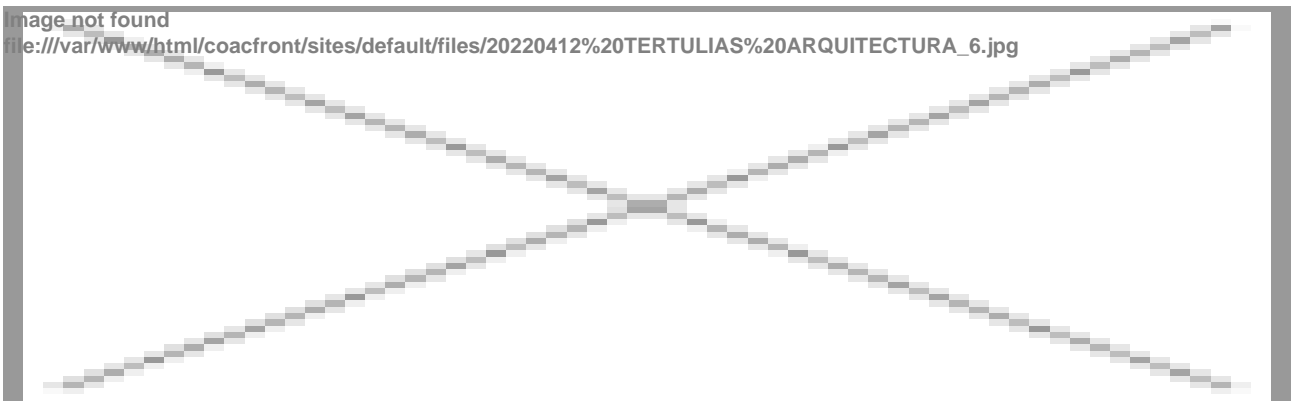 Image not found
file:///var/www/html/coacfront/sites/default/files/20220412%20TERTULIAS%20ARQUITECTURA_6.jpg